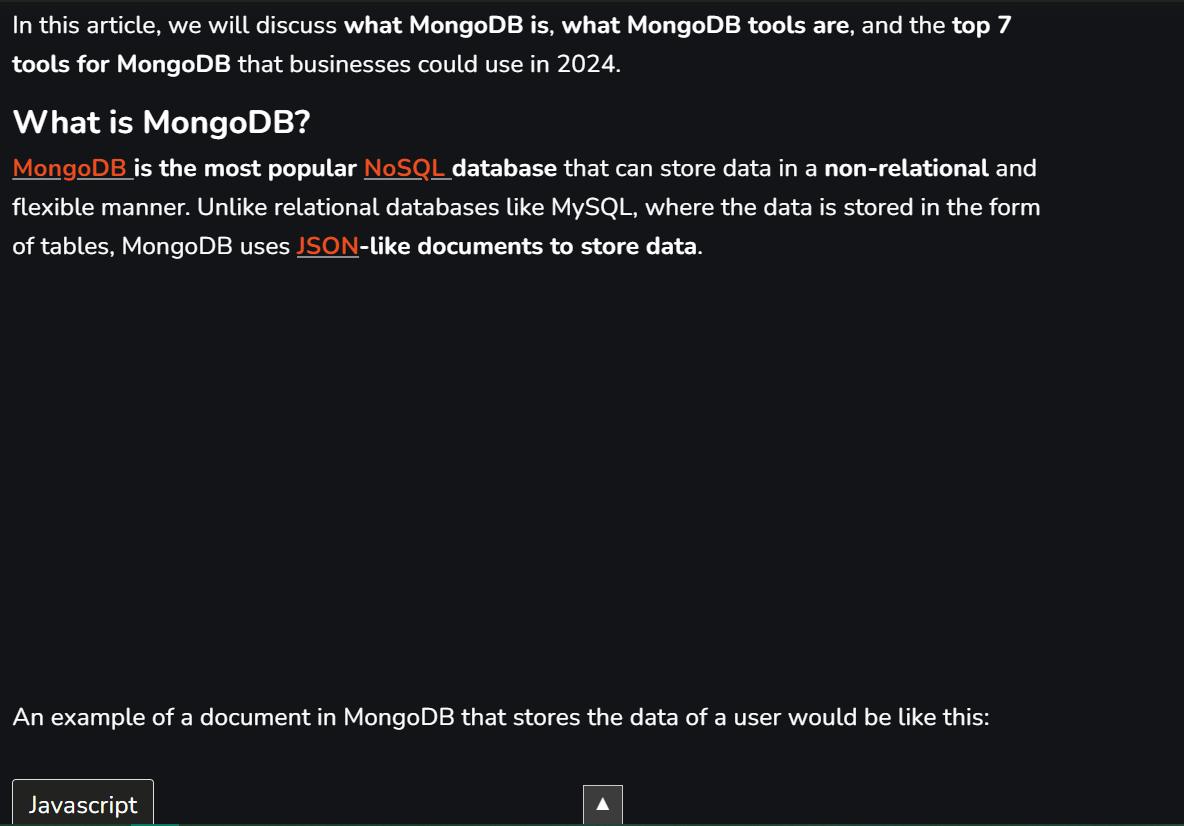 In this article, we will discuss what MongoDB is, what MongoDB tools are, and the top 7
tools for MongoDB that businesses could use in 2024.
What is MongoDB?
MongoDB is the most popular NoSQL database that can store data in a non-relational and
flexible manner. Unlike relational databases like MySQL, where the data is stored in the form
of tables, MongoDB uses JSON-like documents to store data.
An example of a document in MongoDB that stores the data of a user would be like this:
Javascript